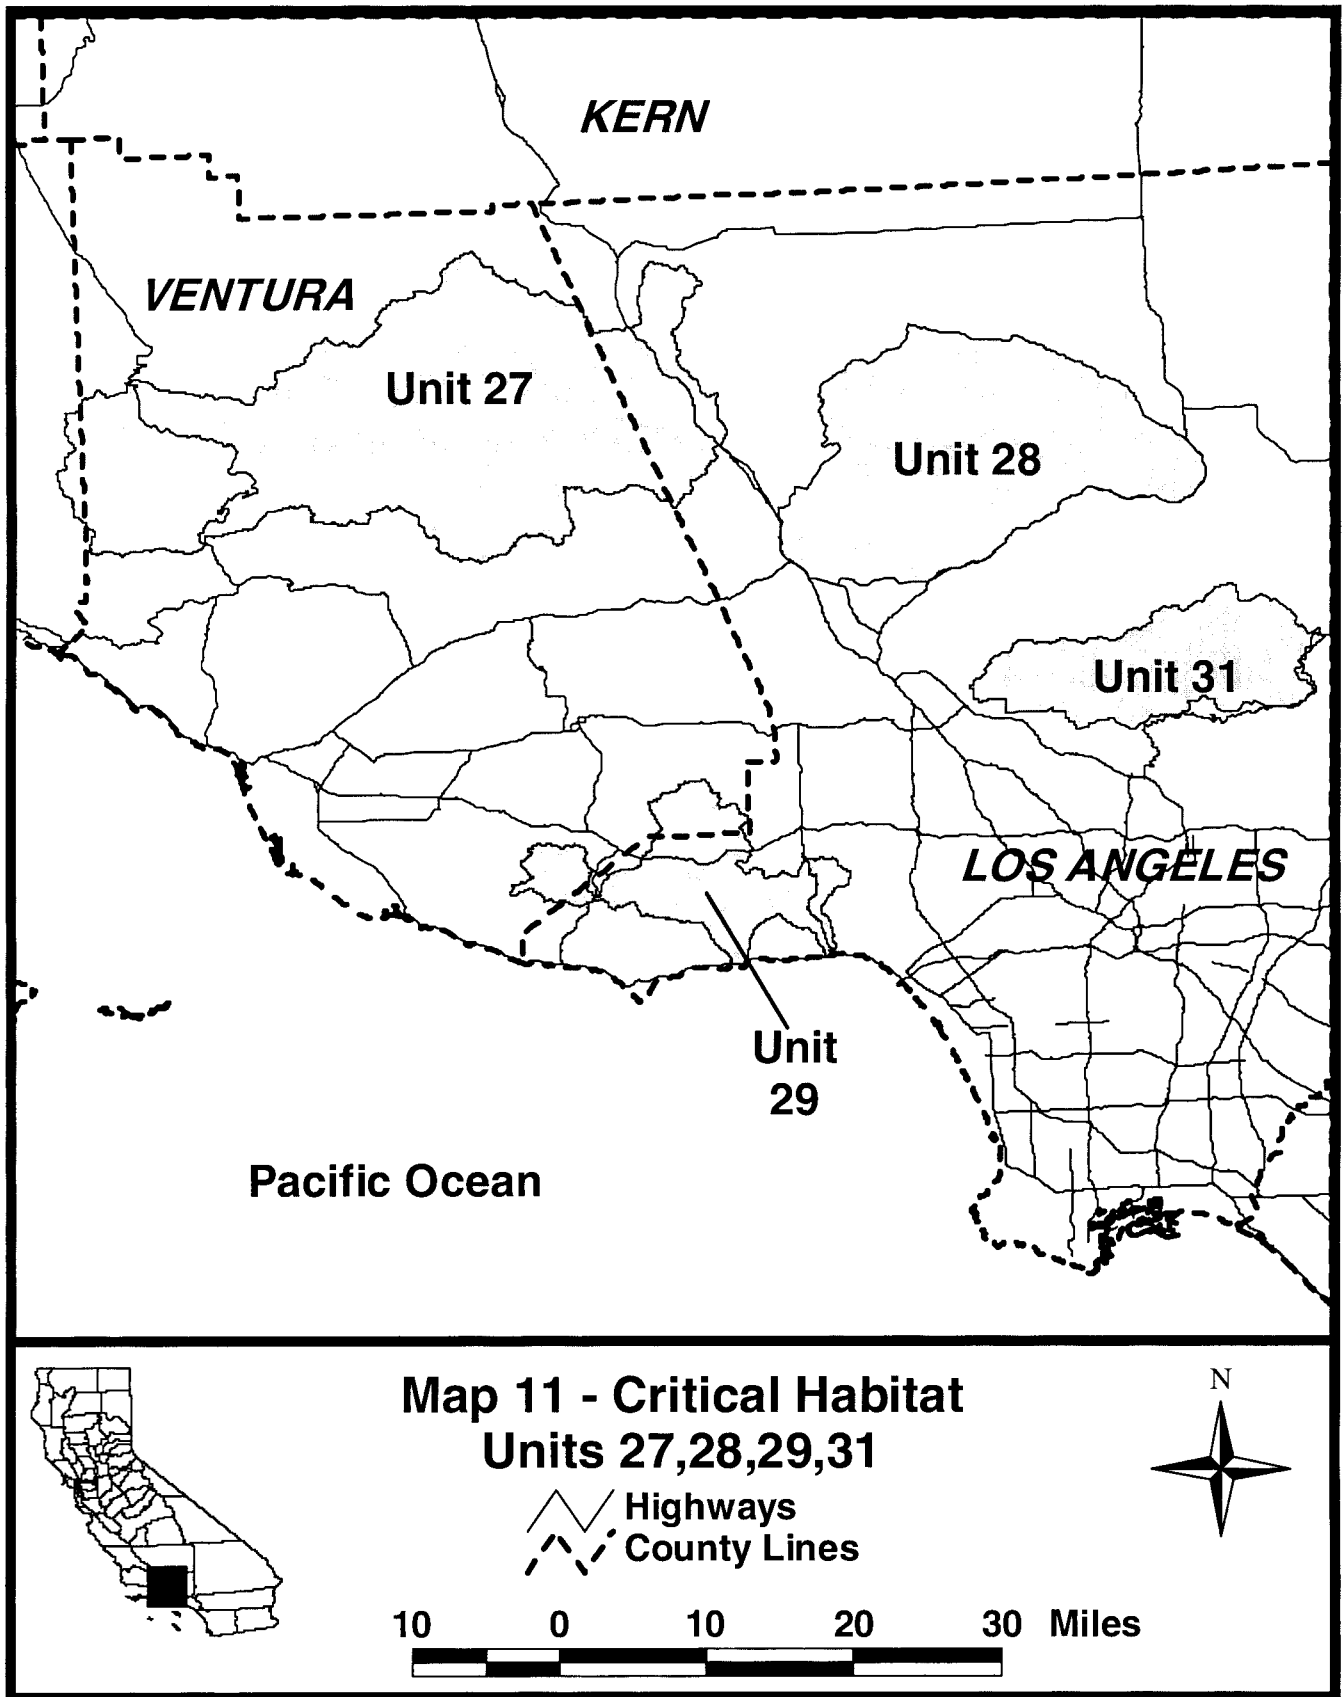 KERN
VENTURA
Unit 27
Unit 28
Unit 31
LOS ANGELES
Unit
29
Pacific Ocean
Map 11 - Critical Habitat
Units 27,28,29,31
Highways
County Lines
N
10 0 10 20 30 Miles